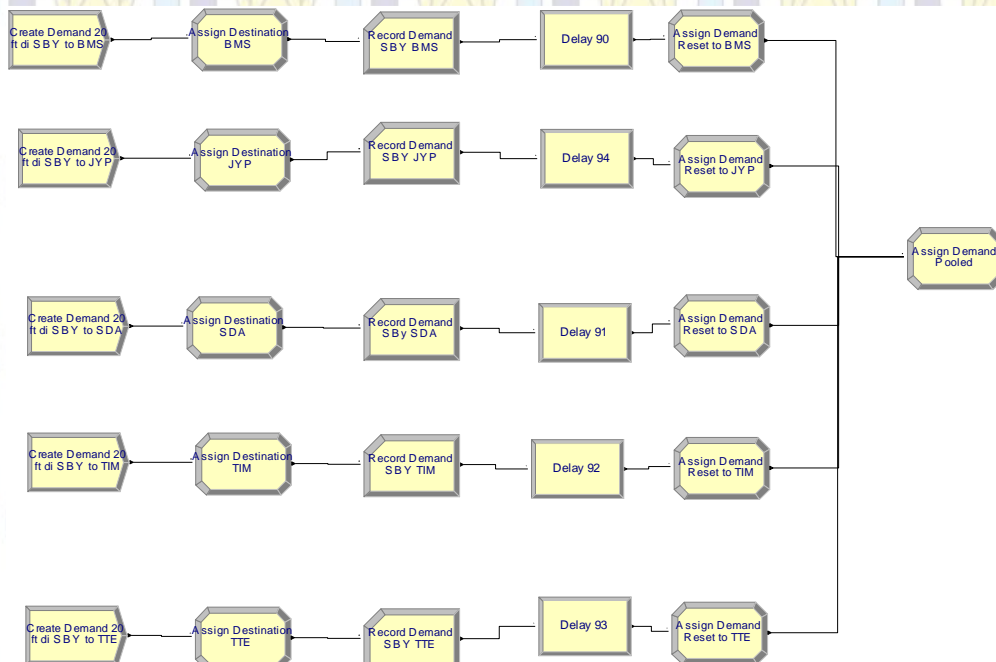 Create Demand 20
ft di SBY to BMS
Assign Destination
BMS
Record Demand
SBY BMS
Delay 90
Assign Demand
Reset to BMS
Create Demand 20
ft di SBY to JYP
Assign Destination
JYP
Record Demand
SBY JYP
Delay 94
Assign Demand
Reset to JYP
Assign Demand
Pooled
Create Demand 20
ft di SBY to SDA
Assign Destination
SDA
Record Demand
SBy SDA
Delay 91
Assign Demand
Reset to SDA
Create Demand 20
ft di SBY to TIM
Assign Destination
TIM
Record Demand
SBY TIM
Delay 92
Assign Demand
Reset to TIM
Create Demand 20
ft di SBY to TTE
Assign Destination
TTE
Record Demand
SBY TTE
Delay 93
Assign Demand
Reset to TTE